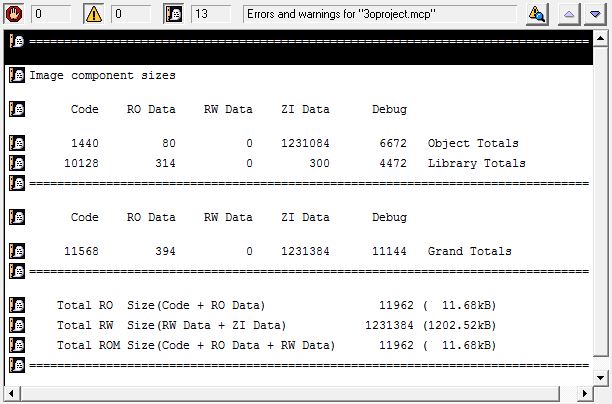 0 0 13 Errors and warnings for "3oproject.mcp"
================================================================================
Image component sizes
Code RO Data RW Data ZI Data Debug
1440 80 0 1231084 6672 Object Totals
10128 314 0 300 4472 Library Totals
================================================================================
Code RO Data RW Data ZI Data Debug
11568 394 0 1231384 11144 Grand Totals
================================================================================
Total RO Size(Code + RO Data) 11962 ( 11.68kB)
Total RW Size(RW Data + ZI Data) 1231384 (1202.52kB)
Total ROM Size(Code + RO Data + RW Data) 11962 ( 11.68kB)
================================================================================